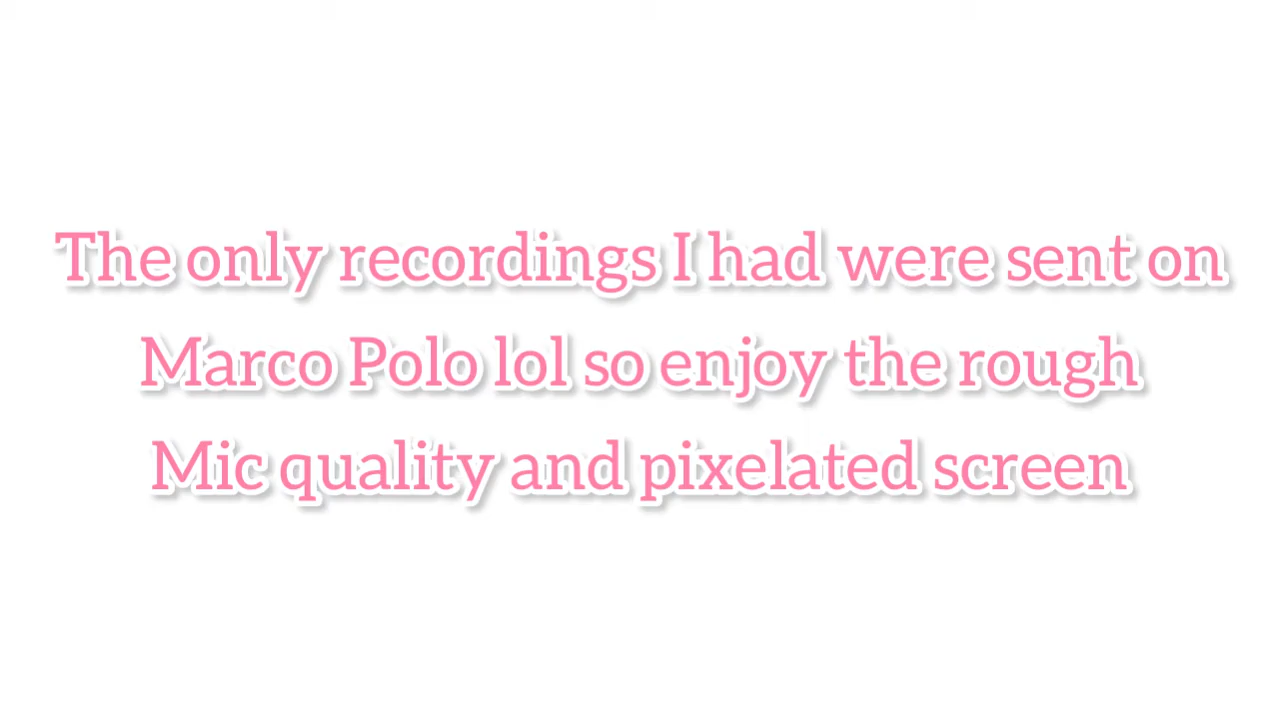 The only recordings I had were sent on
Marco Polo lol so enjoy the rough
Mic quality and pixelated screen